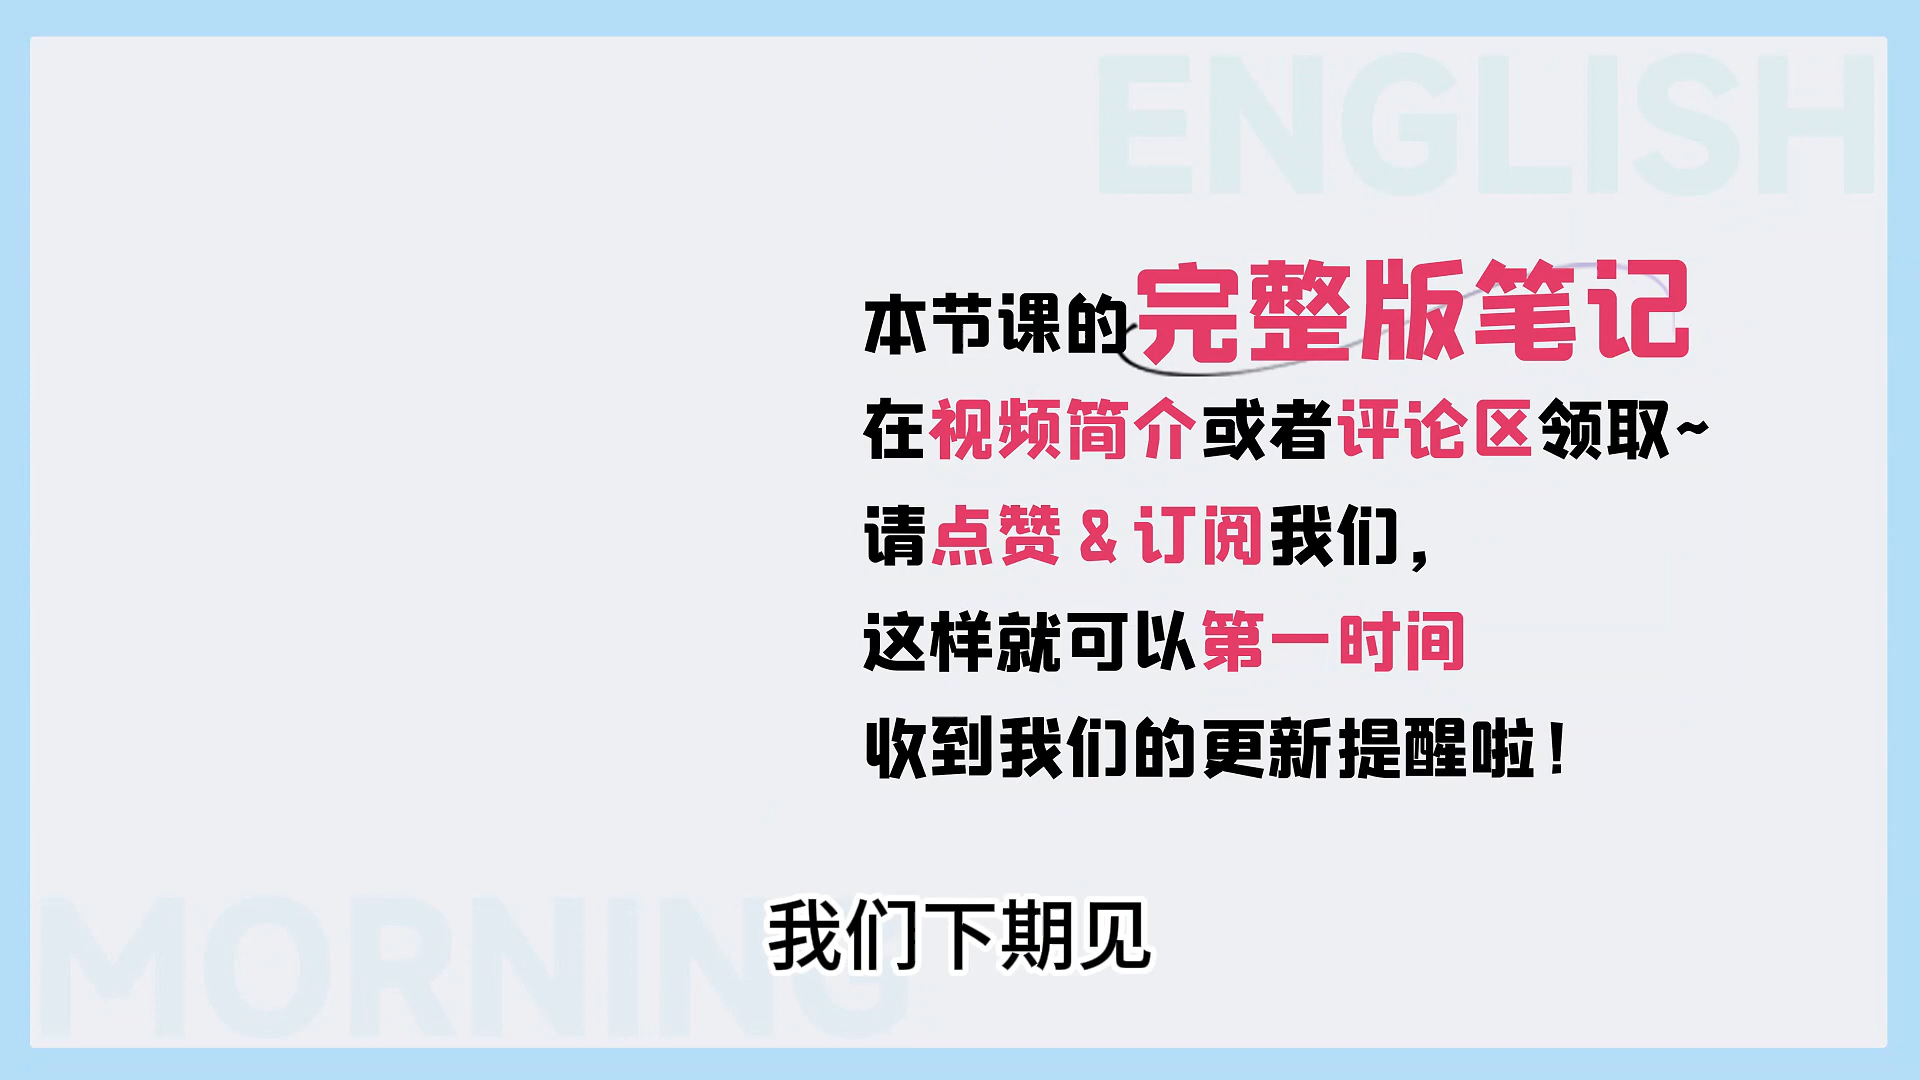 ENGLISH
本节课的完整版笔记
在视频简介或者评论区领取~
请点赞&订阅我们，
这样就可以第一时间
收到我们的更新提醒啦！
MORNING
我们下期见